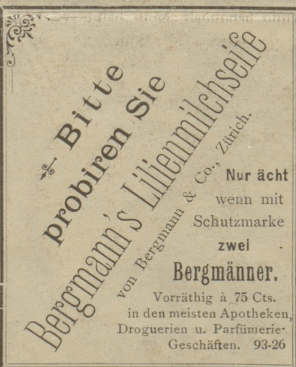 Bitte
probiren Sie
Bergmann's Lilienmilchseife
von Bergmann & Co., Zürich.
Nur ächt
wenn mit
Schutzmarke
zwei
Bergmänner.
Vorräthig à 75 Cts.
in den meisten Apotheken,
Droguerien u. Parfümerie-
Geschäften. 93-26